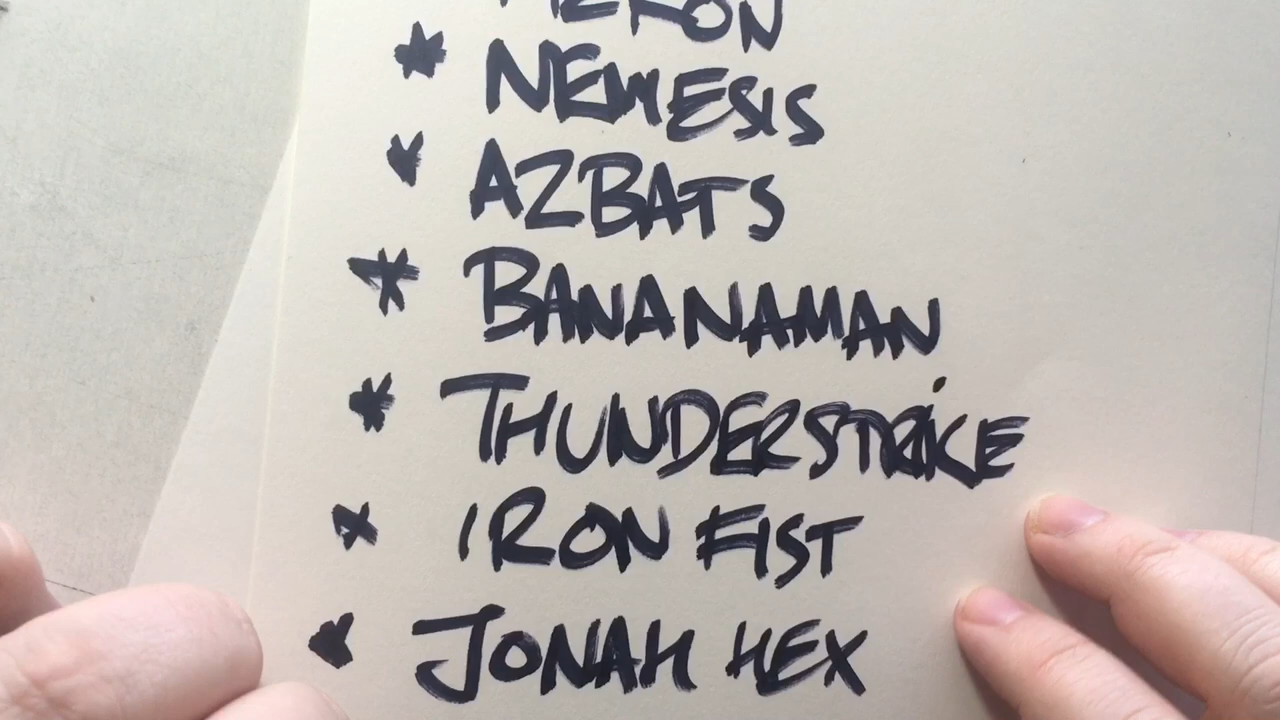 * NEMESIS
* AZBATS
* BANANAMAN
* THUNDERSTRIKE
* IRON FIST
* JONAH HEX